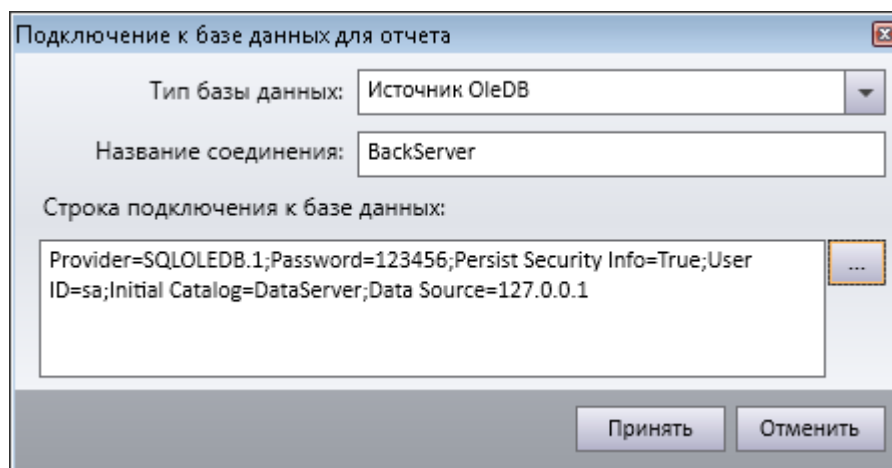 Подключение к базе данных для отчета
Тип базы данных: Источник OleDB
Название соединения: BackServer
Строка подключения к базе данных:
Provider=SQLOLEDB.1;Password=123456;Persist Security Info=True;User
ID=sa;Initial Catalog=DataServer;Data Source=127.0.0.1
...
Принять Отменить